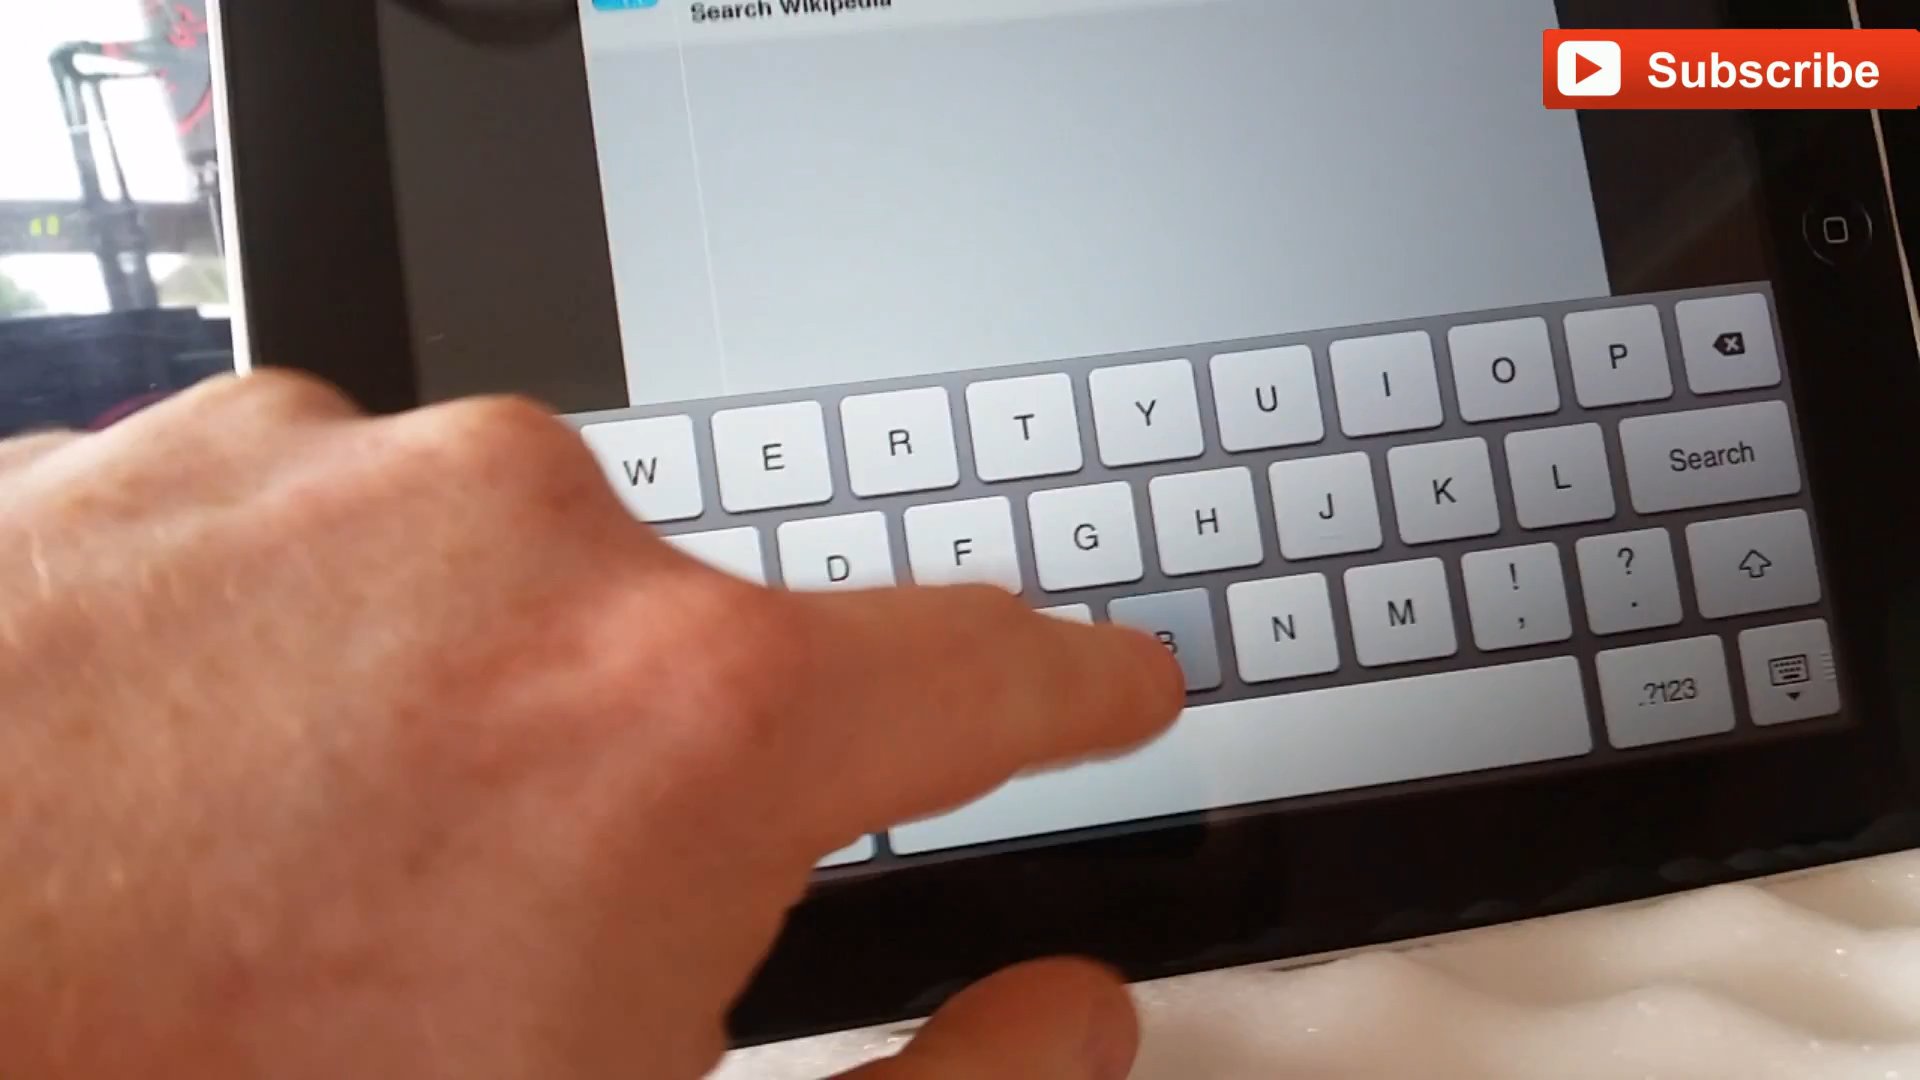 Search Wikipedia
Subscribe
W E R T Y U I O P
D F G H J K L Search
B N M ! , ? .
.?123